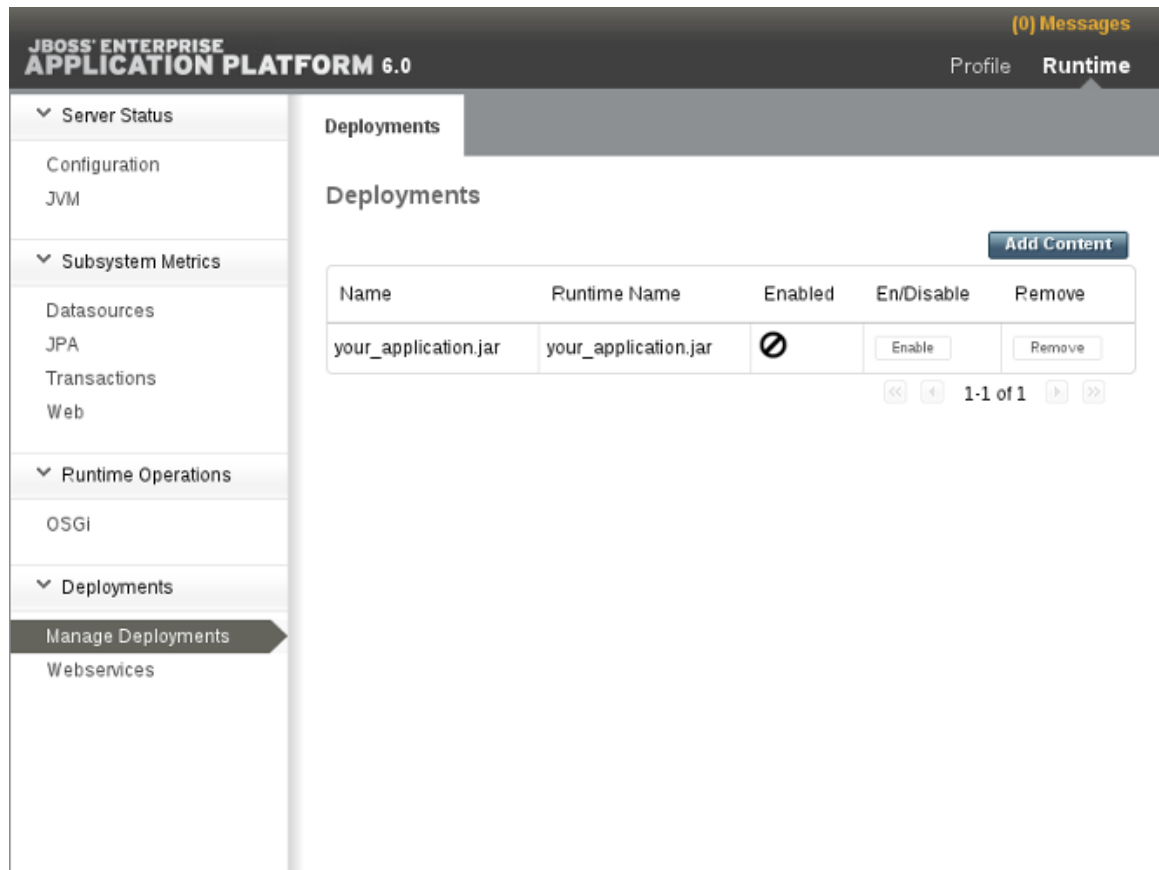 (0) Messages
JBOSS' ENTERPRISE
APPLICATION PLATFORM 6.0
Profile Runtime
Server Status
Configuration
JVM
Subsystem Metrics
Datasources
JPA
Transactions
Web
Runtime Operations
OSGi
Deployments
Manage Deployments
Webservices
Deployments
Deployments
Add Content
Name Runtime Name Enabled En/Disable Remove
your_application.jar your_application.jar Enable Remove
1-1 of 1